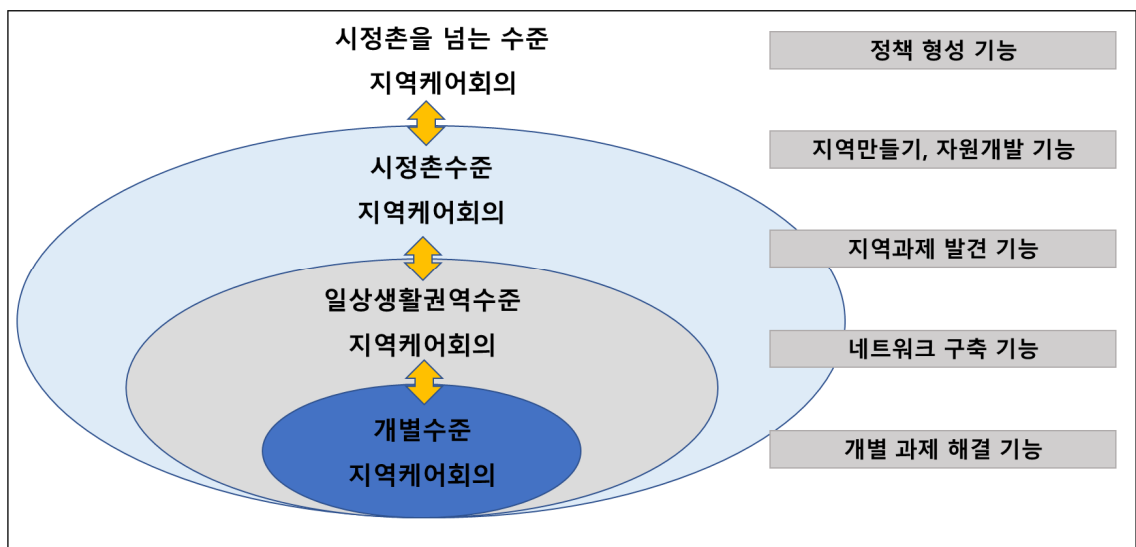 시정촌을 넘는 수준
지역케어회의
정책 형성 기능
시정촌수준
지역케어회의
지역만들기, 자원개발 기능
일상생활권역수준
지역케어회의
지역과제 발견 기능
네트워크 구축 기능
개별수준
지역케어회의
개별 과제 해결 기능